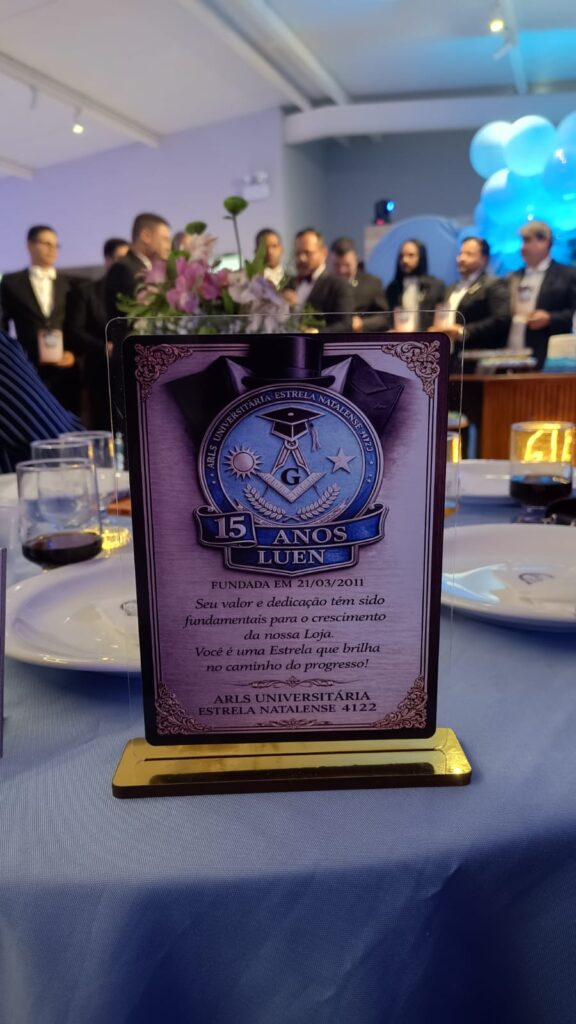 ARLS UNIVERSITÁRIA ESTRELA NATALENSE 4122
G
15 ANOS
LUEN
FUNDADA EM 21/03/2011
Seu valor e dedicação têm sido
fundamentais para o crescimento
da nossa Loja.
Você é uma Estrela que brilha
no caminho do progresso!
ARLS UNIVERSITÁRIA
ESTRELA NATALENSE 4122